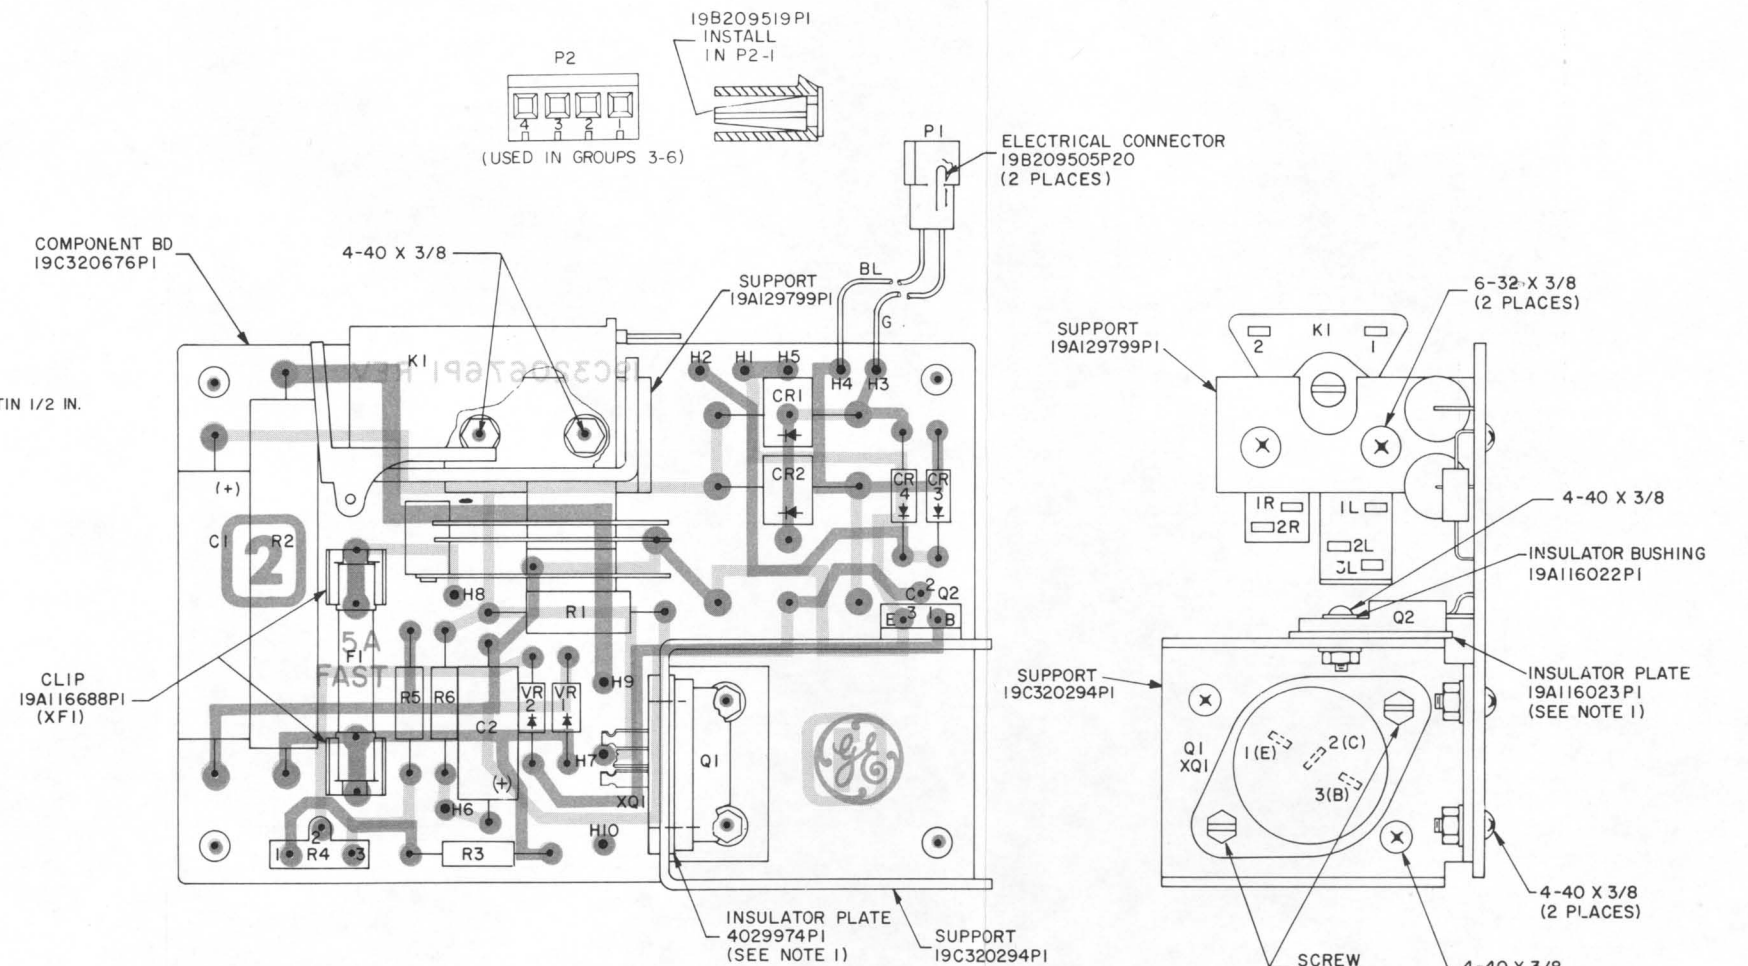 19B209519P1
INSTALL
IN P2-1
P2
4 3 2 1
(USED IN GROUPS 3-6)
P1
ELECTRICAL CONNECTOR
19B209505P20
(2 PLACES)
COMPONENT BD
19C320676P1
4-40 X 3/8
SUPPORT
19A129799P1
BL
G
6-32 X 3/8
(2 PLACES)
SUPPORT
19A129799P1
K1
2
1
TIN 1/2 IN.
K1
19C320676P1 REV
H2 H1 H5 H4 H3
CR1
CR2
CR
4
CR
3
(+)
C1
R2
2
1R
2R
1L
2L
3L
4-40 X 3/8
INSULATOR BUSHING
19A116022P1
H8
R1
C 2 Q2
E 3 1 B
Q2
5A
FAST
F1
CLIP
19A116688P1
(XF1)
R5
R6
C2
(+)
VR
2
VR
1
H9
H7
XQ1
Q1
GE
H6
H10
1 2 3
R4
R3
SUPPORT
19C320294P1
INSULATOR PLATE
19A116023P1
(SEE NOTE 1)
Q1
XQ1
1(E)
2(C)
3(B)
INSULATOR PLATE
4029974P1
(SEE NOTE 1)
SUPPORT
19C320294P1
4-40 X 3/8
(2 PLACES)
SCREW
4-40 X 3/8